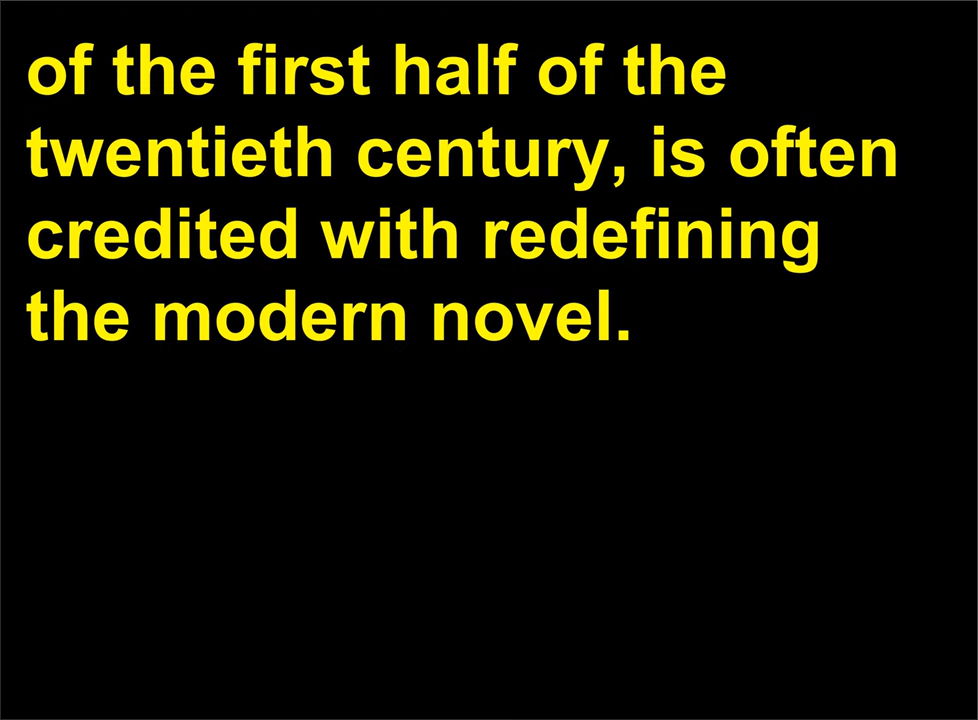 of the first half of the
twentieth century, is often
credited with redefining
the modern novel.